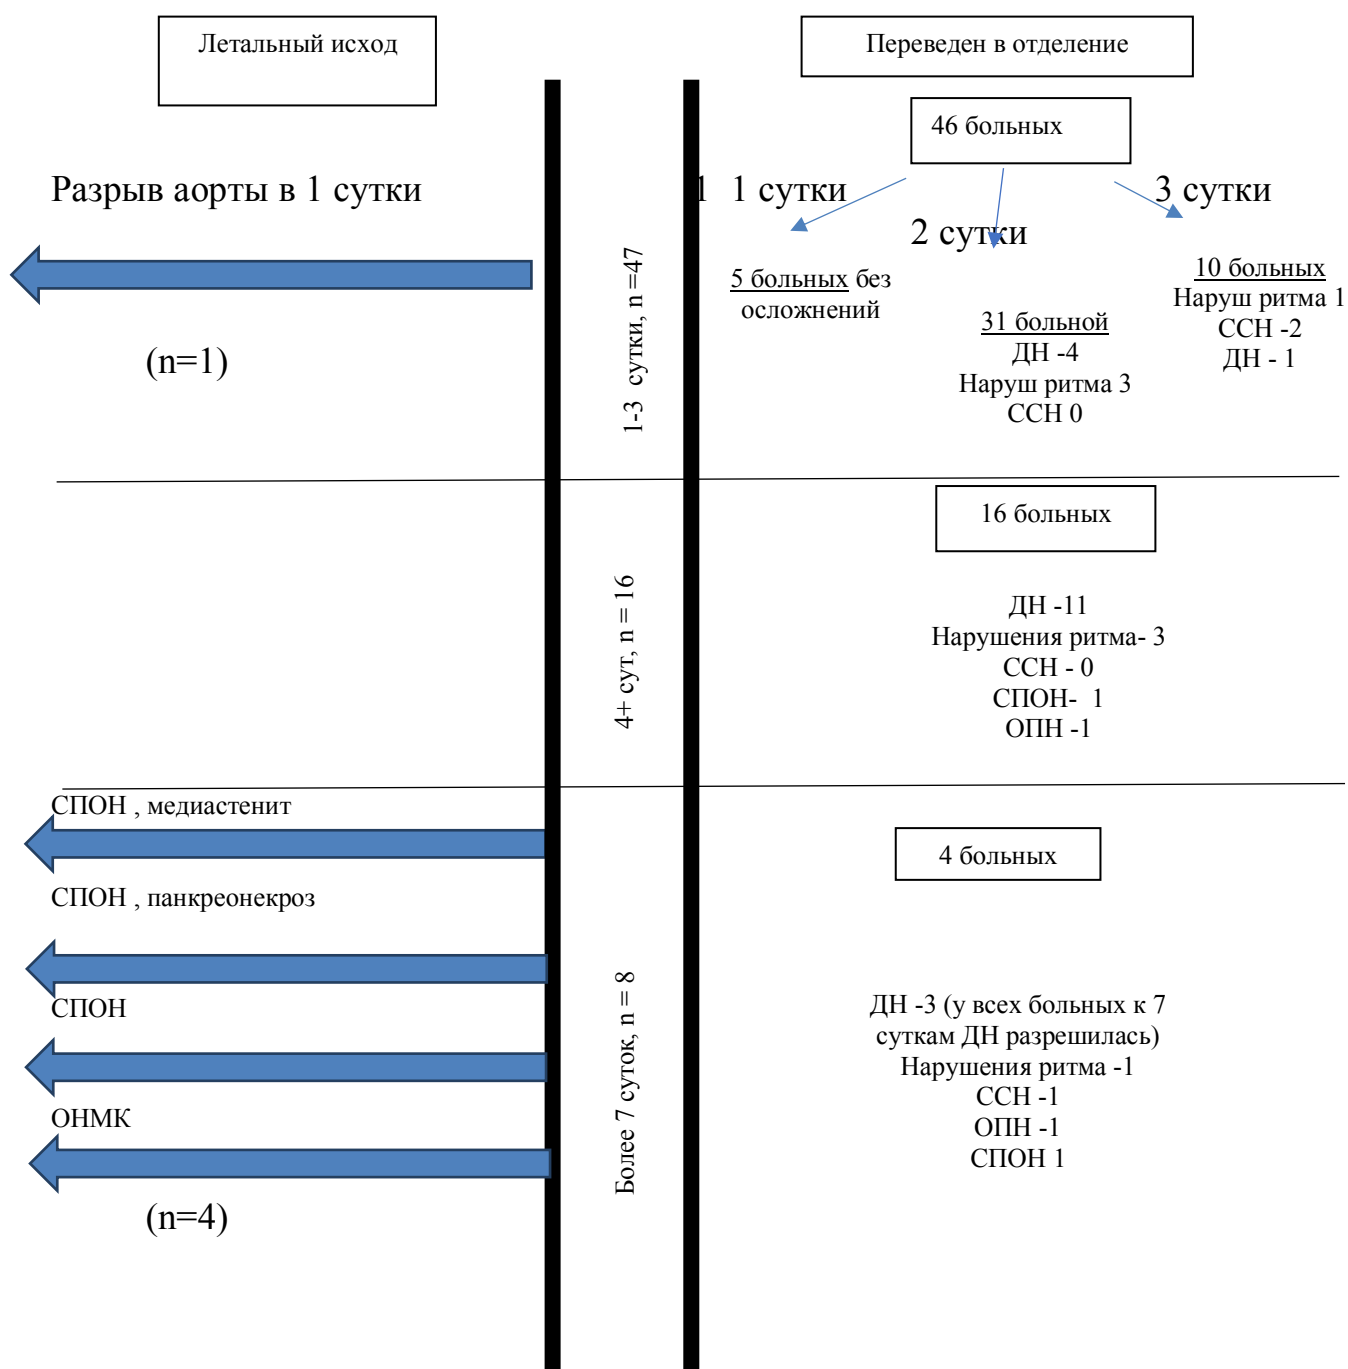 Летальный исход
Переведен в отделение
46 больных
Разрыв аорты в 1 сутки
1 1 сутки
3 сутки
2 сутки
5 больных без
осложнений
10 больных
Наруш ритма 1
ССН -2
ДН - 1
31 больной
ДН -4
Наруш ритма 3
ССН 0
(n=1)
1-3 сутки, n =47
16 больных
4+ сут, n = 16
ДН -11
Нарушения ритма- 3
ССН - 0
СПОН- 1
ОПН -1
СПОН , медиастенит
4 больных
СПОН , панкреонекроз
СПОН
ОНМК
(n=4)
Более 7 суток, n = 8
ДН -3 (у всех больных к 7
суткам ДН разрешилась)
Нарушения ритма -1
ССН -1
ОПН -1
СПОН 1